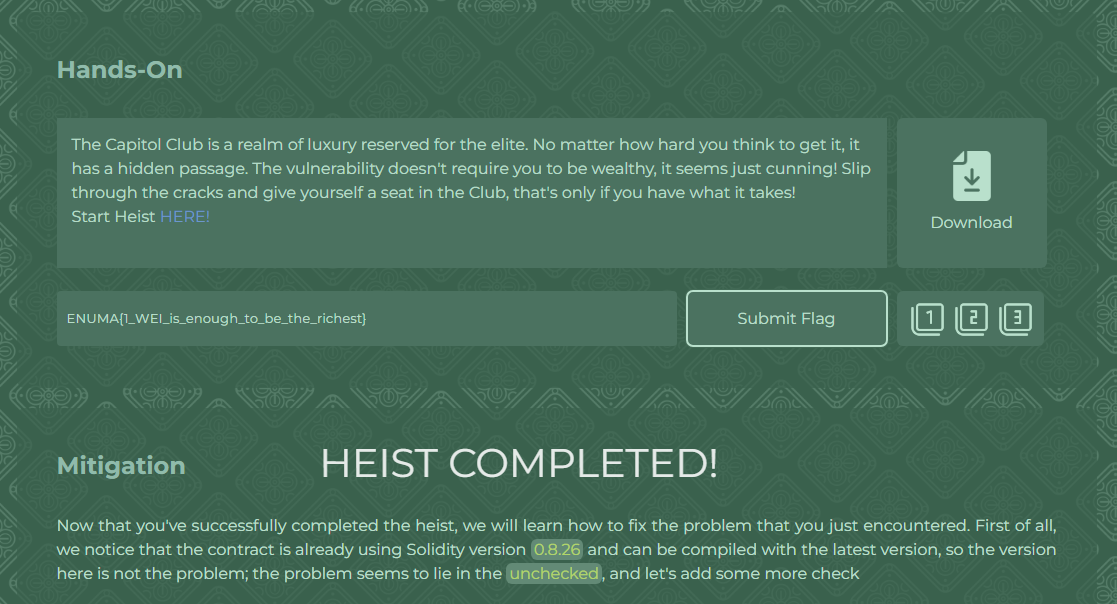 Hands-On
The Capitol Club is a realm of luxury reserved for the elite. No matter how hard you think to get it, it
has a hidden passage. The vulnerability doesn't require you to be wealthy, it seems just cunning! Slip
through the cracks and give yourself a seat in the Club, that's only if you have what it takes!
Start Heist HERE!
Download
ENUMA{1_WEI_is_enough_to_be_the_richest}
Submit Flag
1 2 3
Mitigation
HEIST COMPLETED!
Now that you've successfully completed the heist, we will learn how to fix the problem that you just encountered. First of all,
we notice that the contract is already using Solidity version 0.8.26 and can be compiled with the latest version, so the version
here is not the problem; the problem seems to lie in the unchecked, and let's add some more check